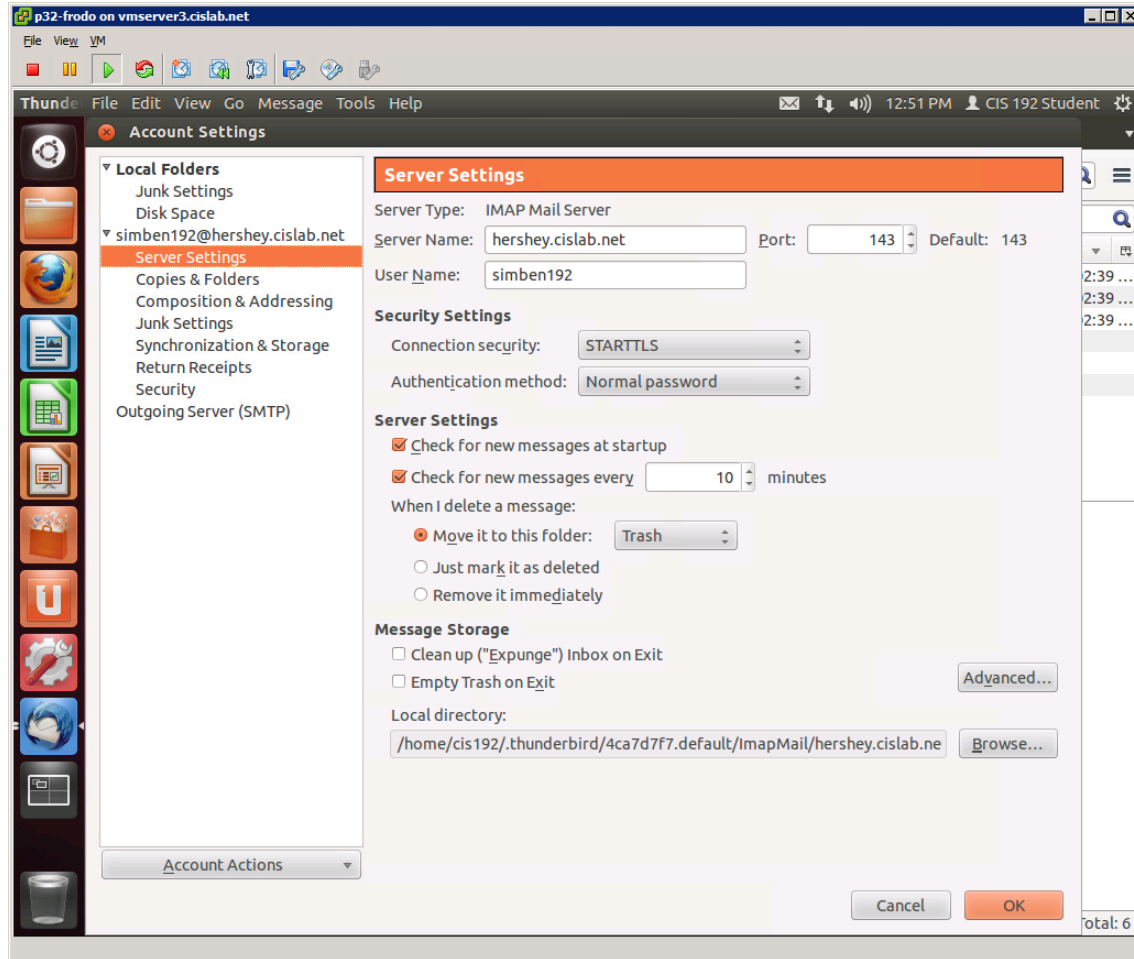 p32-frodo on vmserver3.cislab.net
File View VM
Thunde File Edit View Go Message Tools Help 12:51 PM CIS 192 Student
Account Settings
Local Folders
Junk Settings
Disk Space
simben192@hershey.cislab.net
Server Settings
Copies & Folders
Composition & Addressing
Junk Settings
Synchronization & Storage
Return Receipts
Security
Outgoing Server (SMTP)
Account Actions
Server Settings
Server Type: IMAP Mail Server
Server Name: hershey.cislab.net Port: 143 Default: 143
User Name: simben192
Security Settings
Connection security: STARTTLS
Authentication method: Normal password
Server Settings
Check for new messages at startup
Check for new messages every 10 minutes
When I delete a message:
Move it to this folder: Trash
Just mark it as deleted
Remove it immediately
Message Storage
Clean up ("Expunge") Inbox on Exit
Empty Trash on Exit
Advanced...
Local directory:
/home/cis192/.thunderbird/4ca7d7f7.default/ImapMail/hershey.cislab.ne Browse...
Cancel OK
2:39 ...
2:39 ...
2:39 ...
Total: 6